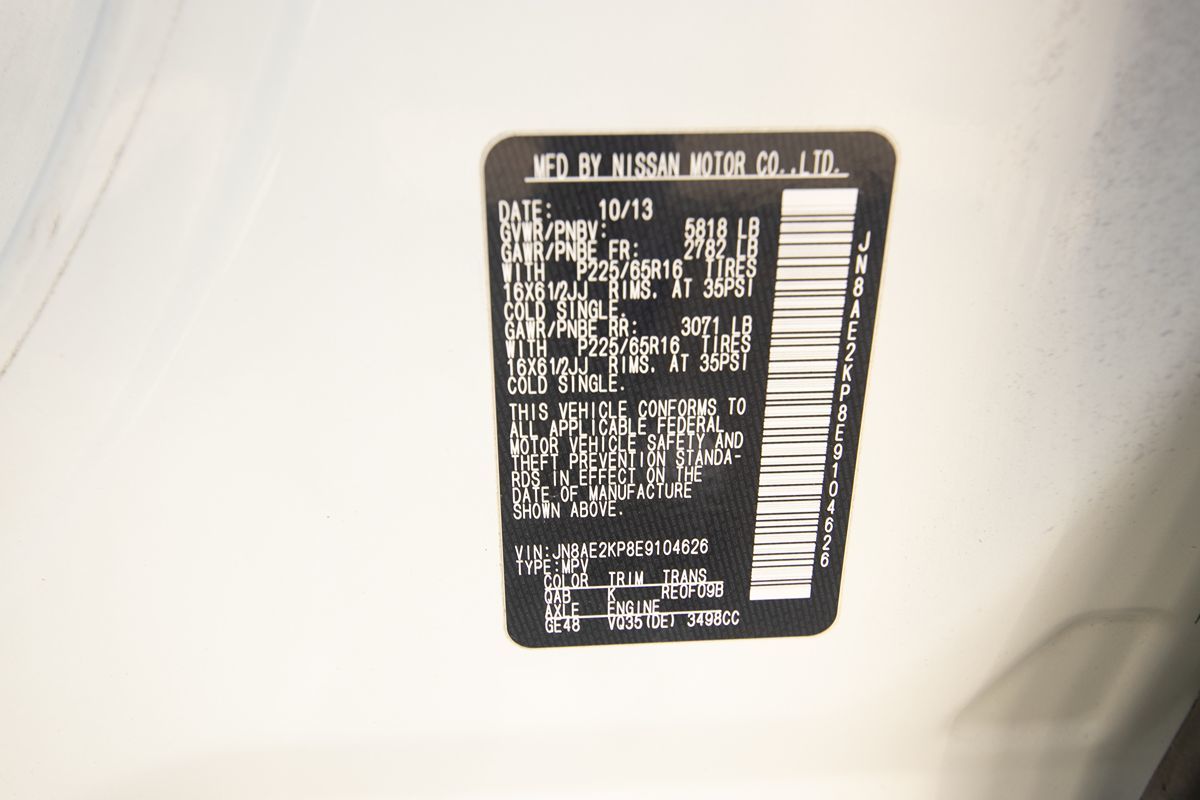 MFD BY NISSAN MOTOR CO.,LTD.
DATE: 10/13
GVWR/PNBV: 5818 LB
GAWR/PNBE FR: 2782 LB
WITH P225/65R16 TIRES
16X61/2JJ RIMS. AT 35PSI
COLD SINGLE.
GAWR/PNBE RR: 3071 LB
WITH P225/65R16 TIRES
16X61/2JJ RIMS. AT 35PSI
COLD SINGLE.
THIS VEHICLE CONFORMS TO
ALL APPLICABLE FEDERAL
MOTOR VEHICLE SAFETY AND
THEFT PREVENTION STANDA-
RDS IN EFFECT ON THE
DATE OF MANUFACTURE
SHOWN ABOVE.
VIN:JN8AE2KP8E9104626
TYPE:MPV
COLOR TRIM TRANS
QAB K RE0F09B
AXLE ENGINE
GE48 VQ35(DE) 3498CC
JN8AE2KP8E9104626